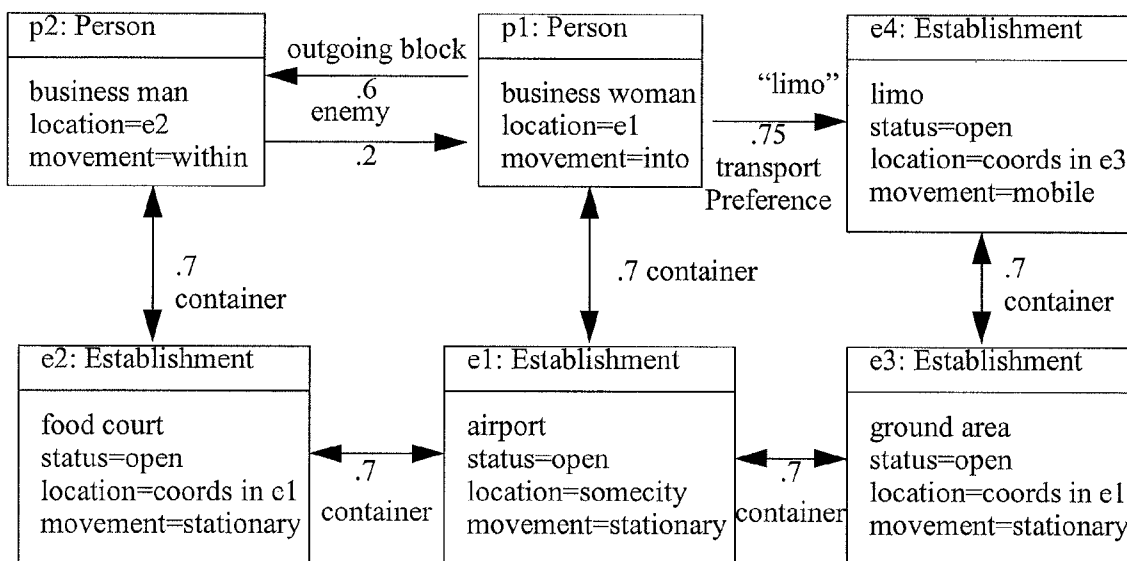 p2: Person
business man
location=e2
movement=within
outgoing block
.6
enemy
.2
p1: Person
business woman
location=e1
movement=into
“limo”
.75
transport
Preference
e4: Establishment
limo
status=open
location=coords in e3
movement=mobile
.7
container
.7 container
.7
container
e2: Establishment
food court
status=open
location=coords in e1
movement=stationary
.7
container
e1: Establishment
airport
status=open
location=somecity
movement=stationary
.7
container
e3: Establishment
ground area
status=open
location=coords in e1
movement=stationary